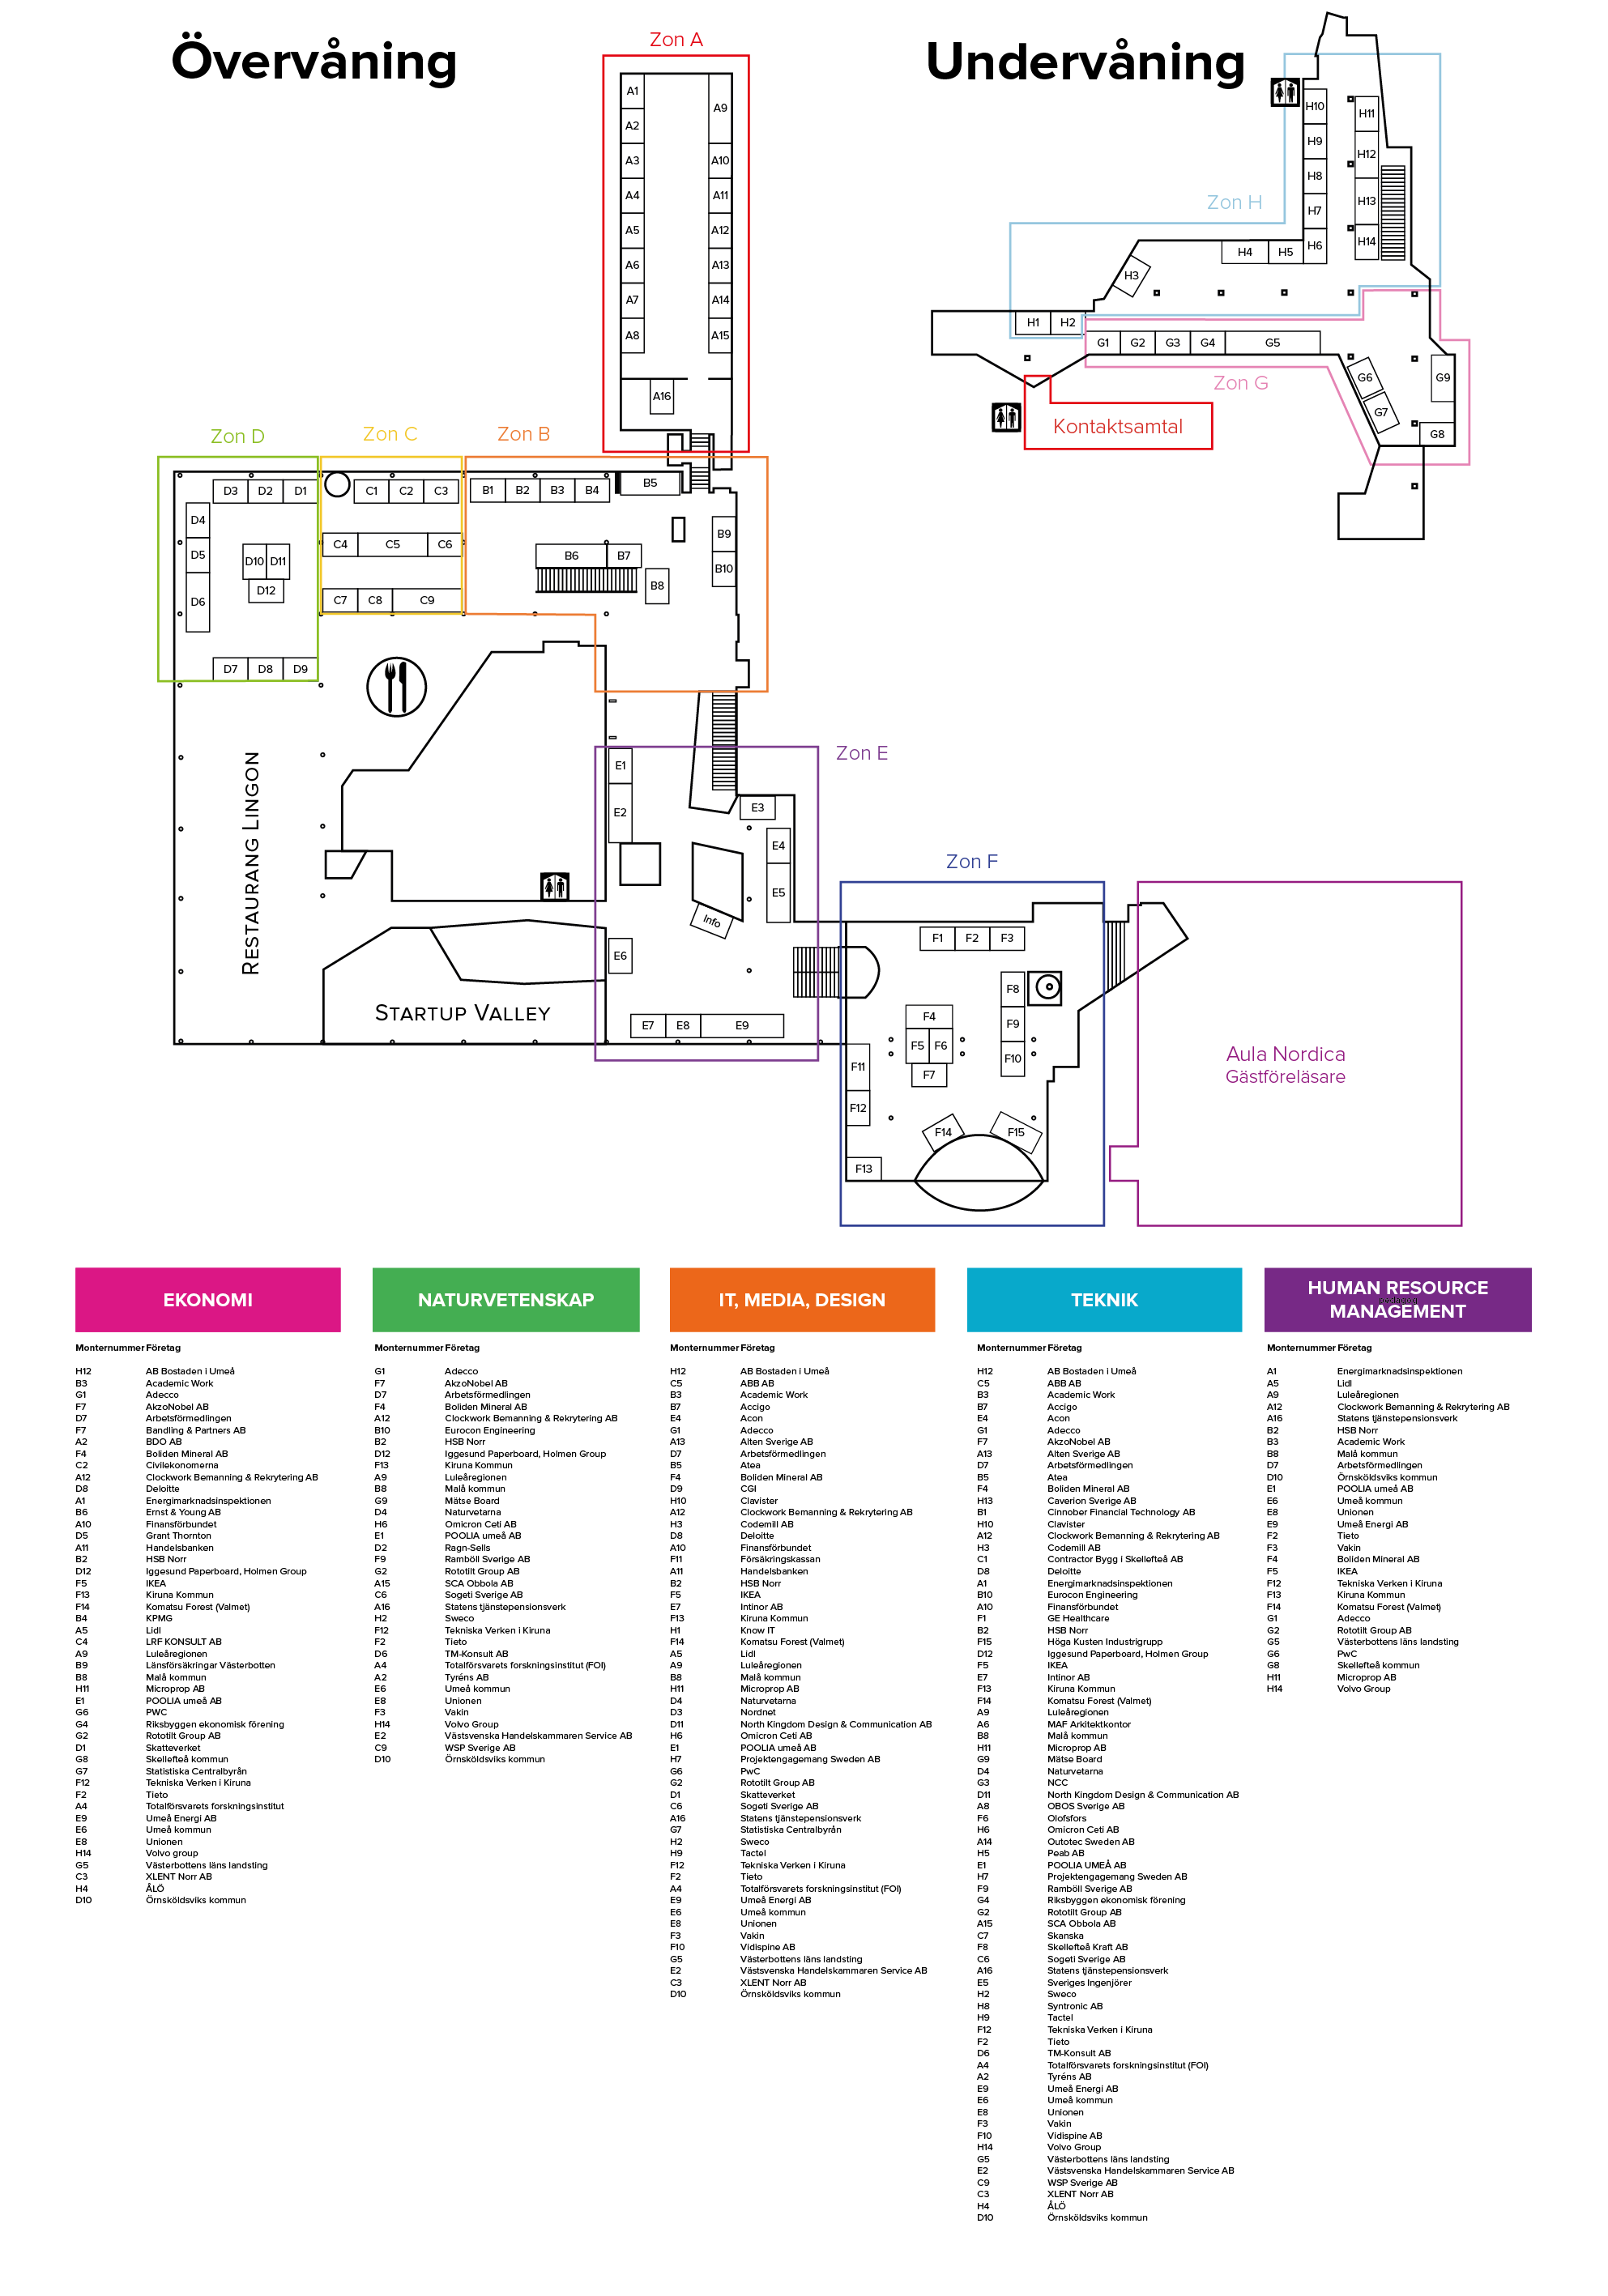 Övervåning
Undervåning
Zon A
A1
A2
A3
A4
A5
A6
A7
A8
A9
A10
A11
A12
A13
A14
A15
A16
Zon H
H10
H9
H8
H7
H6
H11
H12
H13
H14
H4
H5
H3
H1
H2
G1
G2
G3
G4
G5
Zon G
G6
G7
G9
G8
Kontaktsamtal
Zon D
Zon C
Zon B
D3
D2
D1
D4
D5
D6
D10
D11
D12
D7
D8
D9
C1
C2
C3
C4
C5
C6
C7
C8
C9
B1
B2
B3
B4
B5
B6
B7
B8
B9
B10
Restaurang Lingon
Startup Valley
Zon E
E1
E2
E3
E4
E5
Info
E6
E7
E8
E9
Zon F
F1
F2
F3
F8
F9
F10
F4
F5
F6
F7
F11
F12
F13
F14
F15
Aula Nordica
Gästföreläsare
EKONOMI
Monternummer Företag
H12 AB Bostaden i Umeå
B3 Academic Work
G1 Adecco
F7 AkzoNobel AB
D7 Arbetsförmedlingen
F7 Bandling & Partners AB
A2 BDO AB
F4 Boliden Mineral AB
C2 Civilekonomerna
A12 Clockwork Bemanning & Rekrytering AB
D8 Deloitte
A1 Energimarknadsinspektionen
B6 Ernst & Young AB
A10 Finansförbundet
D5 Grant Thornton
A11 Handelsbanken
B2 HSB Norr
D12 Iggesund Paperboard, Holmen Group
F5 IKEA
F13 Kiruna Kommun
F14 Komatsu Forest (Valmet)
B4 KPMG
A5 Lidl
C4 LRF KONSULT AB
A9 Luleåregionen
B9 Länsförsäkringar Västerbotten
B8 Malå kommun
H11 Microprop AB
E1 POOLIA umeå AB
G6 PWC
G4 Riksbyggen ekonomisk förening
G2 Rototilt Group AB
D1 Skatteverket
G8 Skellefteå kommun
G7 Statistiska Centralbyrån
F12 Tekniska Verken i Kiruna
F2 Tieto
A4 Totalförsvarets forskningsinstitut
E9 Umeå Energi AB
E6 Umeå kommun
E8 Unionen
H14 Volvo group
G5 Västerbottens läns landsting
C3 XLENT Norr AB
H4 ÅLÖ
D10 Örnsköldsviks kommun
NATURVETENSKAP
Monternummer Företag
G1 Adecco
F7 AkzoNobel AB
D7 Arbetsförmedlingen
F4 Boliden Mineral AB
A12 Clockwork Bemanning & Rekrytering AB
B10 Eurocon Engineering
B2 HSB Norr
D12 Iggesund Paperboard, Holmen Group
F13 Kiruna Kommun
A9 Luleåregionen
B8 Malå kommun
G9 Mätse Board
D4 Naturvetarna
H6 Omicron Ceti AB
E1 POOLIA umeå AB
D2 Ragn-Sells
F9 Ramböll Sverige AB
G2 Rototilt Group AB
A15 SCA Obbola AB
C6 Sogeti Sverige AB
A16 Statens tjänstepensionsverk
H2 Sweco
F12 Tekniska Verken i Kiruna
F2 Tieto
D6 TM-Konsult AB
A4 Totalförsvarets forskningsinstitut (FOI)
A2 Tyréns AB
E6 Umeå kommun
E8 Unionen
F3 Vakin
H14 Volvo Group
E2 Västsvenska Handelskammaren Service AB
C9 WSP Sverige AB
D10 Örnsköldsviks kommun
IT, MEDIA, DESIGN
Monternummer Företag
H12 AB Bostaden i Umeå
C5 ABB AB
B3 Academic Work
B7 Accigo
E4 Acon
G1 Adecco
A13 Alten Sverige AB
D7 Arbetsförmedlingen
B5 Atea
F4 Boliden Mineral AB
D9 CGI
H10 Clavister
A12 Clockwork Bemanning & Rekrytering AB
H3 Codemill AB
D8 Deloitte
A10 Finansförbundet
F11 Försäkringskassan
A11 Handelsbanken
B2 HSB Norr
F5 IKEA
E7 Intinor AB
F13 Kiruna Kommun
H1 Know IT
F14 Komatsu Forest (Valmet)
A5 Lidl
A9 Luleåregionen
B8 Malå kommun
H11 Microprop AB
D4 Naturvetarna
D3 Nordnet
D11 North Kingdom Design & Communication AB
H6 Omicron Ceti AB
E1 POOLIA umeå AB
H7 Projektengagemang Sweden AB
G6 PwC
G2 Rototilt Group AB
D1 Skatteverket
C6 Sogeti Sverige AB
A16 Statens tjänstepensionsverk
G7 Statistiska Centralbyrån
H2 Sweco
H9 Tactel
F12 Tekniska Verken i Kiruna
F2 Tieto
A4 Totalförsvarets forskningsinstitut (FOI)
E9 Umeå Energi AB
E6 Umeå kommun
E8 Unionen
F3 Vakin
F10 Vidispine AB
G5 Västerbottens läns landsting
E2 Västsvenska Handelskammaren Service AB
C3 XLENT Norr AB
D10 Örnsköldsviks kommun
TEKNIK
Monternummer Företag
H12 AB Bostaden i Umeå
C5 ABB AB
B3 Academic Work
B7 Accigo
E4 Acon
G1 Adecco
F7 AkzoNobel AB
A13 Alten Sverige AB
D7 Arbetsförmedlingen
B5 Atea
F4 Boliden Mineral AB
H13 Caverion Sverige AB
B1 Cinnober Financial Technology AB
H10 Clavister
A12 Clockwork Bemanning & Rekrytering AB
H3 Codemill AB
C1 Contractor Bygg i Skellefteå AB
D8 Deloitte
A1 Energimarknadsinspektionen
B10 Eurocon Engineering
A10 Finansförbundet
F1 GE Healthcare
B2 HSB Norr
F15 Höga Kusten Industrigrupp
D12 Iggesund Paperboard, Holmen Group
F5 IKEA
E7 Intinor AB
F13 Kiruna Kommun
F14 Komatsu Forest (Valmet)
A9 Luleåregionen
A6 MAF Arkitektkontor
B8 Malå kommun
H11 Microprop AB
G9 Mätse Board
D4 Naturvetarna
G3 NCC
D11 North Kingdom Design & Communication AB
A8 OBOS Sverige AB
F6 Olofsfors
H6 Omicron Ceti AB
A14 Outotec Sweden AB
H5 Peab AB
E1 POOLIA UMEÅ AB
H7 Projektengagemang Sweden AB
F9 Ramböll Sverige AB
G4 Riksbyggen ekonomisk förening
G2 Rototilt Group AB
A15 SCA Obbola AB
C7 Skanska
F8 Skellefteå Kraft AB
C6 Sogeti Sverige AB
A16 Statens tjänstepensionsverk
E5 Sveriges Ingenjörer
H2 Sweco
H8 Syntronic AB
H9 Tactel
F12 Tekniska Verken i Kiruna
F2 Tieto
D6 TM-Konsult AB
A4 Totalförsvarets forskningsinstitut (FOI)
A2 Tyréns AB
E9 Umeå Energi AB
E6 Umeå kommun
E8 Unionen
F3 Vakin
F10 Vidispine AB
H14 Volvo Group
G5 Västerbottens läns landsting
E2 Västsvenska Handelskammaren Service AB
C9 WSP Sverige AB
C3 XLENT Norr AB
H4 ÅLÖ
D10 Örnsköldsviks kommun
HUMAN RESOURCE
MANAGEMENT
Monternummer Företag
A1 Energimarknadsinspektionen
A5 Lidl
A9 Luleåregionen
A12 Clockwork Bemanning & Rekrytering AB
A16 Statens tjänstepensionsverk
B2 HSB Norr
B3 Academic Work
B8 Malå kommun
D7 Arbetsförmedlingen
D10 Örnsköldsviks kommun
E1 POOLIA umeå AB
E6 Umeå kommun
E8 Unionen
E9 Umeå Energi AB
F2 Tieto
F3 Vakin
F4 Boliden Mineral AB
F5 IKEA
F12 Tekniska Verken i Kiruna
F13 Kiruna Kommun
F14 Komatsu Forest (Valmet)
G1 Adecco
G2 Rototilt Group AB
G5 Västerbottens läns landsting
G6 PwC
G8 Skellefteå kommun
H11 Microprop AB
H14 Volvo Group